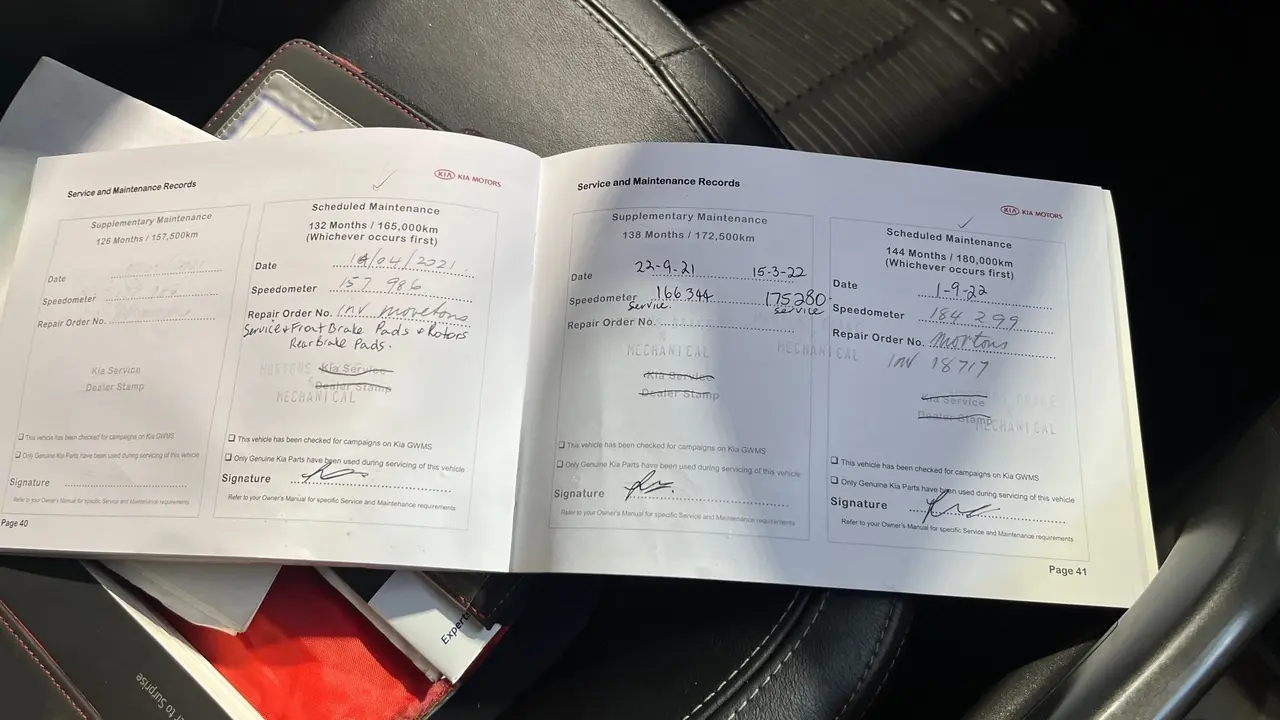 Service and Maintenance Records
KIA KIA MOTORS
Supplementary Maintenance
126 Months / 157,500km
Date
Speedometer
Repair Order No.
Kia Service
Dealer Stamp
❑ This vehicle has been checked for campaigns on Kia GWMS
❑ Only Genuine Kia Parts have been used during servicing of this vehicle
Signature
Refer to your Owner's Manual for specific Service and Maintenance requirements
Page 40
Scheduled Maintenance
132 Months / 165,000km
(Whichever occurs first)
Date 14/04/2021
Speedometer 157 986
Repair Order No. INV movetons
Service + Front Brake Pads + Rotors
Rear Brake Pads.
MORTONS Kia Service
& Dealer Stamp
MECHANICAL
❑ This vehicle has been checked for campaigns on Kia GWMS
❑ Only Genuine Kia Parts have been used during servicing of this vehicle
Signature
Refer to your Owner's Manual for specific Service and Maintenance requirements
Service and Maintenance Records
KIA KIA MOTORS
Supplementary Maintenance
138 Months / 172,500km
Date 22-9-21 15-3-22
Speedometer 166 344 175280
Service. Service
Repair Order No.
& BRAKE
MECHANICAL MECHANICAL
Kia Service
Dealer Stamp
❑ This vehicle has been checked for campaigns on Kia GWMS
❑ Only Genuine Kia Parts have been used during servicing of this vehicle
Signature
Refer to your Owner's Manual for specific Service and Maintenance requirements
Scheduled Maintenance
144 Months / 180,000km
(Whichever occurs first)
Date 1-9-22
Speedometer 184 299
Repair Order No. Mortons
INV 18717
Kia Service BRAKE
Dealer Stamp &
MECHANICAL
❑ This vehicle has been checked for campaigns on Kia GWMS
❑ Only Genuine Kia Parts have been used during servicing of this vehicle
Signature
Refer to your Owner's Manual for specific Service and Maintenance requirements
Page 41
Expert
to Surprise